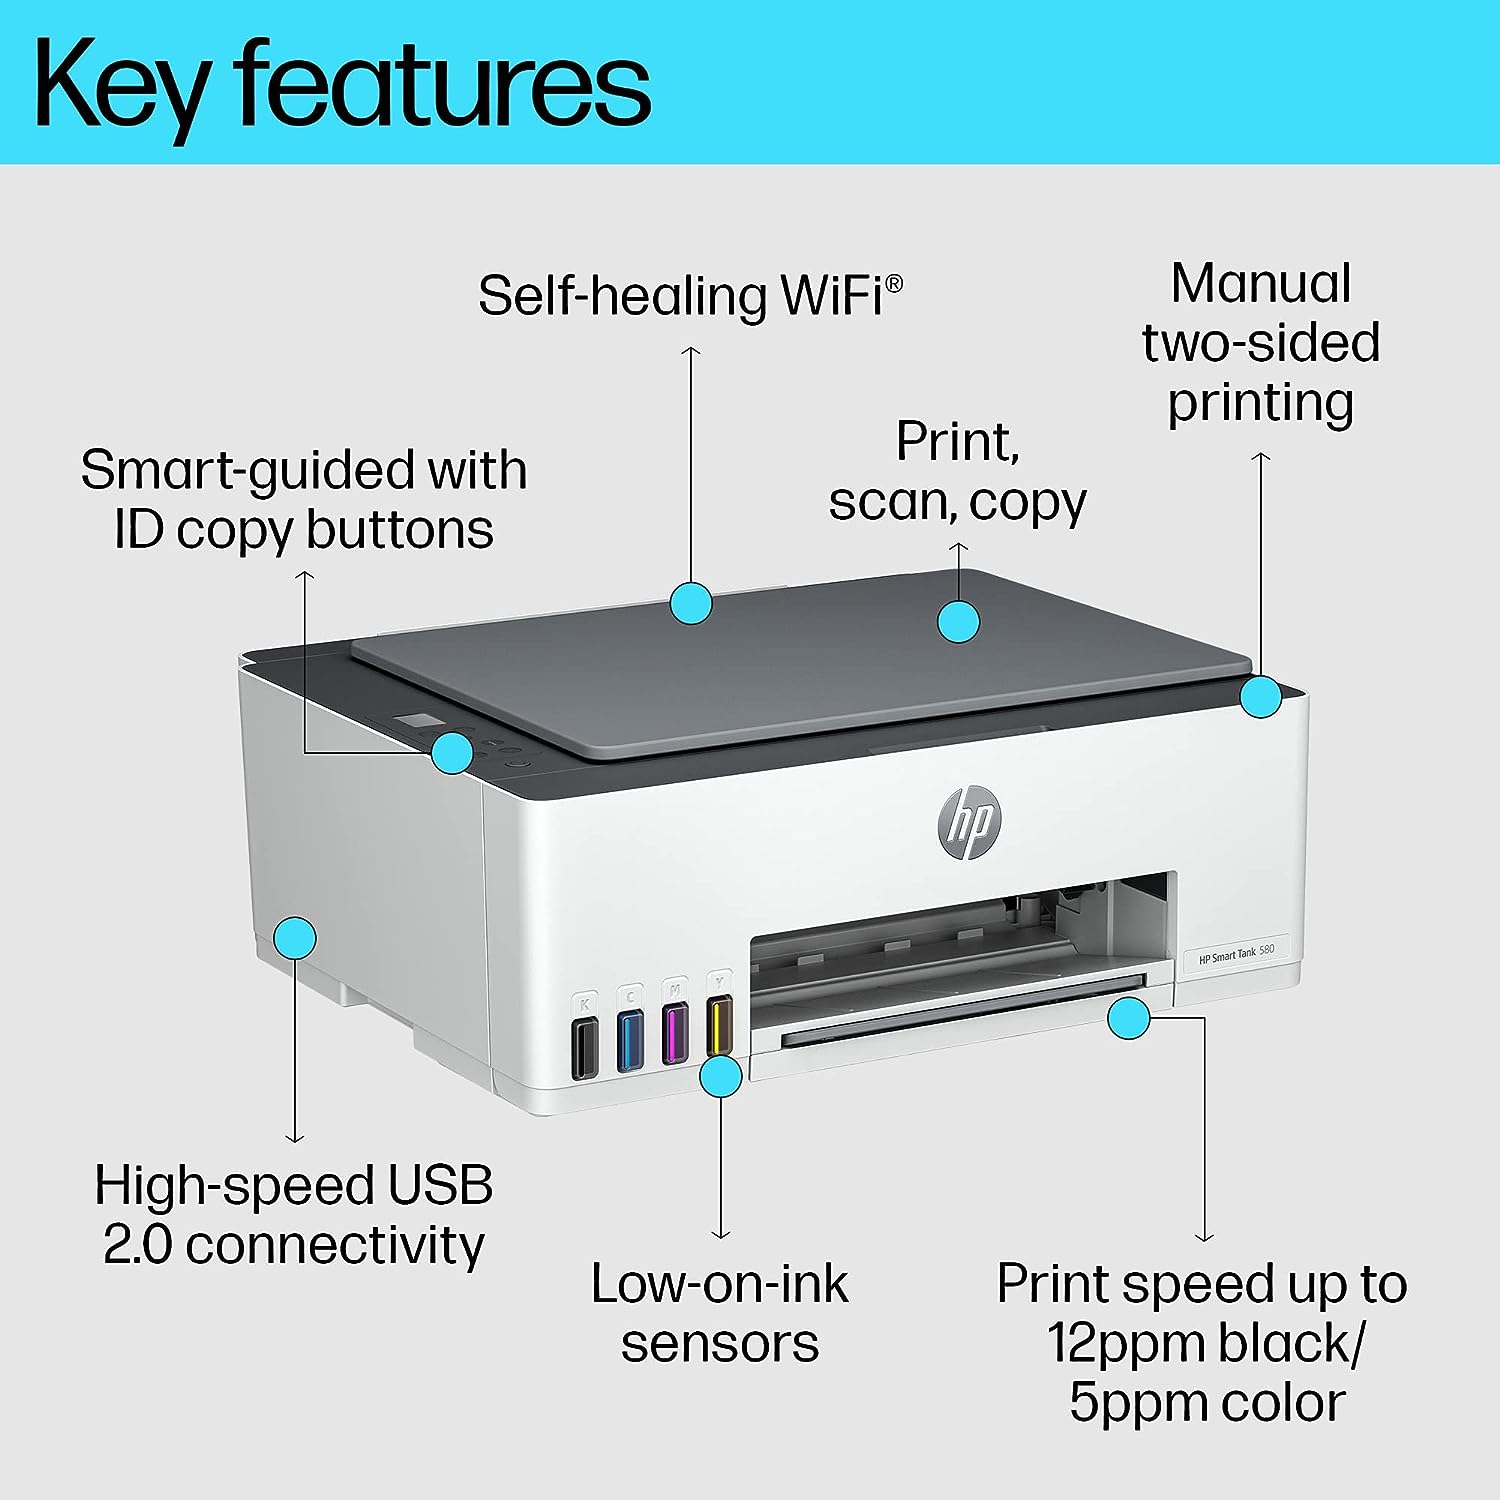 Key features
Self-healing WiFi®
Manual
two-sided
printing
Print,
scan, copy
Smart-guided with
ID copy buttons
hp
HP Smart Tank 580
K C M Y
High-speed USB
2.0 connectivity
Low-on-ink
sensors
Print speed up to
12ppm black/
5ppm color